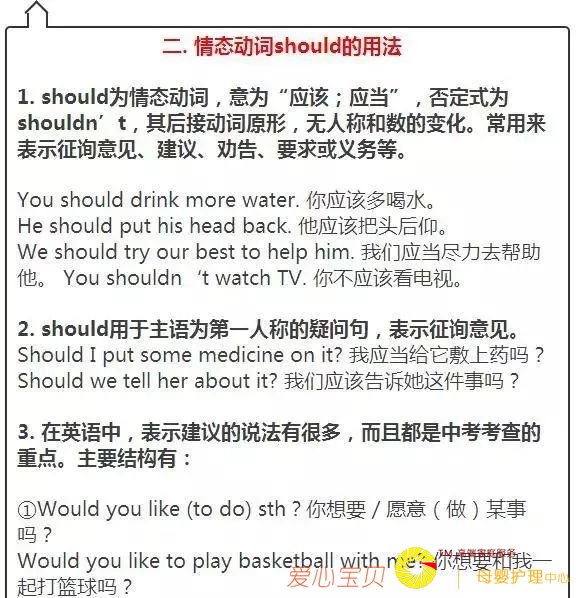 二. 情态动词should的用法
1. should为情态动词，意为“应该；应当”，否定式为
shouldn’t，其后接动词原形，无人称和数的变化。常用来
表示征询意见、建议、劝告、要求或义务等。
You should drink more water. 你应该多喝水。
He should put his head back. 他应该把头后仰。
We should try our best to help him. 我们应当尽力去帮助
他。 You shouldn‘t watch TV. 你不应该看电视。
2. should用于主语为第一人称的疑问句，表示征询意见。
Should I put some medicine on it? 我应当给它敷上药吗？
Should we tell her about it? 我们应该告诉她这件事吗？
3. 在英语中，表示建议的说法有很多，而且都是中考考查的
重点。主要结构有：
①Would you like (to do) sth？你想要／愿意（做）某事
吗？
Would you like to play basketball with me? 你想要和我一
起打篮球吗？
爱心宝贝
TM
母婴护理中心